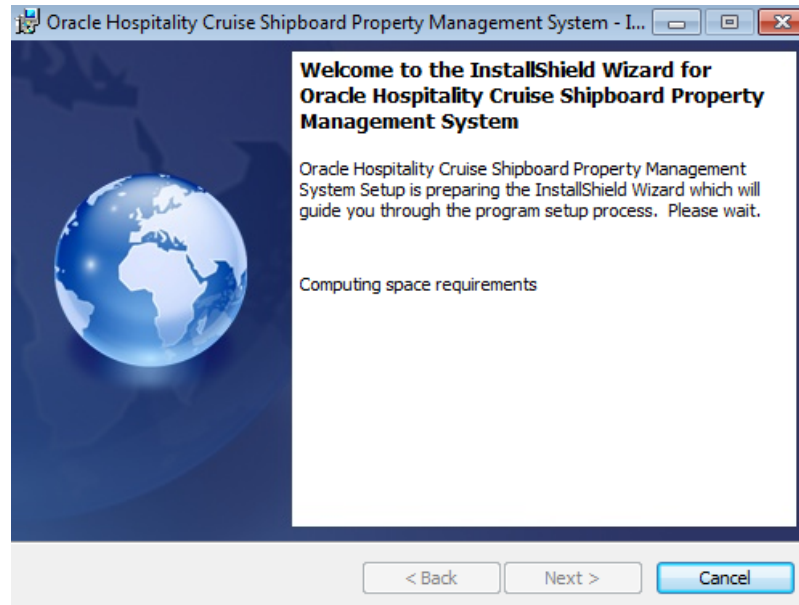 Oracle Hospitality Cruise Shipboard Property Management System - I...
Welcome to the InstallShield Wizard for
Oracle Hospitality Cruise Shipboard Property
Management System
Oracle Hospitality Cruise Shipboard Property Management
System Setup is preparing the InstallShield Wizard which will
guide you through the program setup process. Please wait.
Computing space requirements
< Back Next > Cancel